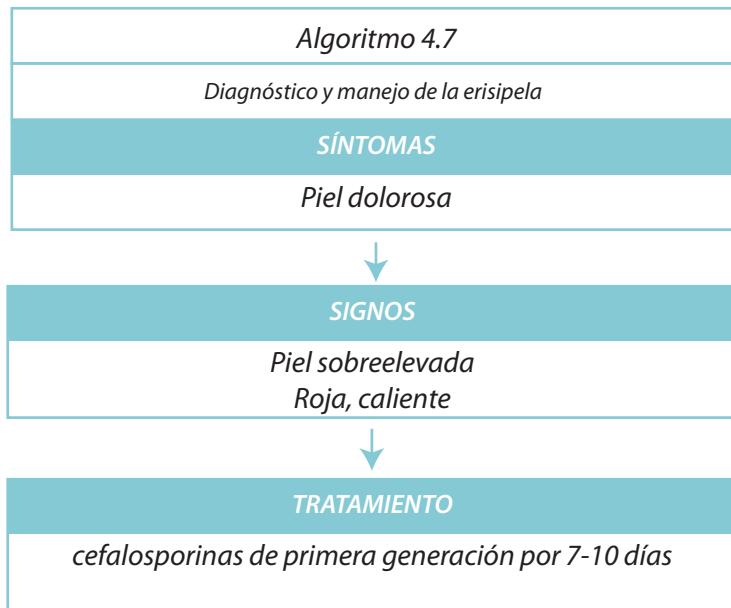 Algoritmo 4.7
Diagnóstico y manejo de la erisipela
SÍNTOMAS
Piel dolorosa
SIGNOS
Piel sobreelevada
Roja, caliente
TRATAMIENTO
cefalosporinas de primera generación por 7-10 días